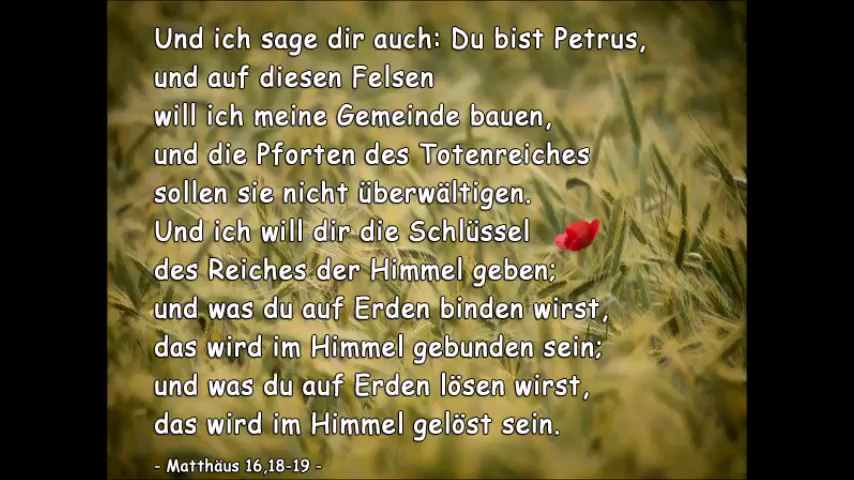 Und ich sage dir auch: Du bist Petrus,
und auf diesen Felsen
will ich meine Gemeinde bauen,
und die Pforten des Totenreiches
sollen sie nicht überwältigen.
Und ich will dir die Schlüssel
des Reiches der Himmel geben;
und was du auf Erden binden wirst,
das wird im Himmel gebunden sein;
und was du auf Erden lösen wirst,
das wird im Himmel gelöst sein.
- Matthäus 16,18-19 -